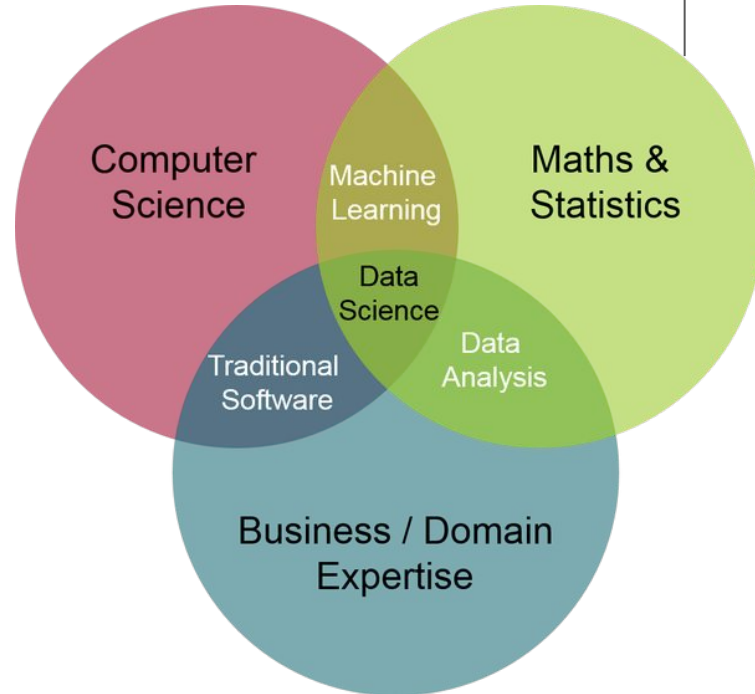 Computer
Science
Maths &
Statistics
Machine
Learning
Data
Science
Traditional
Software
Data
Analysis
Business / Domain
Expertise